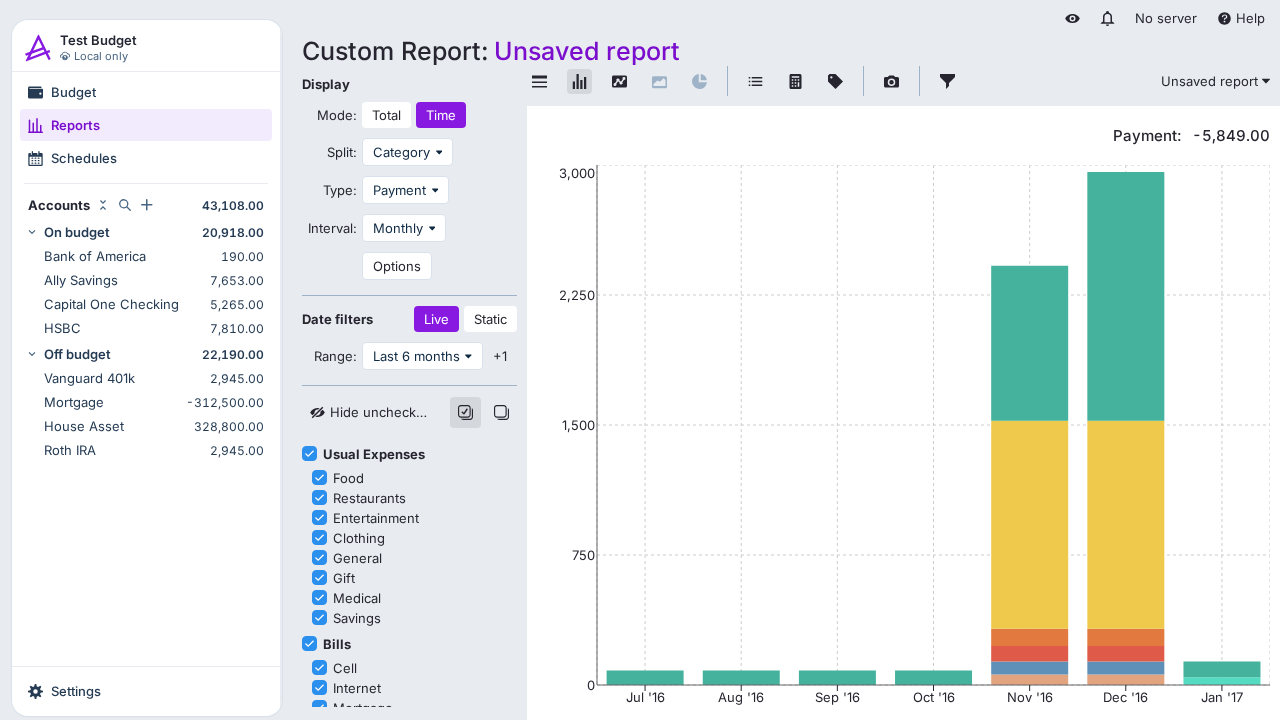 Test Budget
Local only
Budget
Reports
Schedules
Accounts 43,108.00
On budget 20,918.00
Bank of America 190.00
Ally Savings 7,653.00
Capital One Checking 5,265.00
HSBC 7,810.00
Off budget 22,190.00
Vanguard 401k 2,945.00
Mortgage -312,500.00
House Asset 328,800.00
Roth IRA 2,945.00
Settings
No server
Help
Custom Report: Unsaved report
Display
Mode: Total Time
Split: Category
Type: Payment
Interval: Monthly
Options
Date filters Live Static
Range: Last 6 months +1
Hide uncheck...
Usual Expenses
Food
Restaurants
Entertainment
Clothing
General
Gift
Medical
Savings
Bills
Cell
Internet
Mortgage
Unsaved report
Payment: -5,849.00
3,000
2,250
1,500
750
0
Jul '16 Aug '16 Sep '16 Oct '16 Nov '16 Dec '16 Jan '17